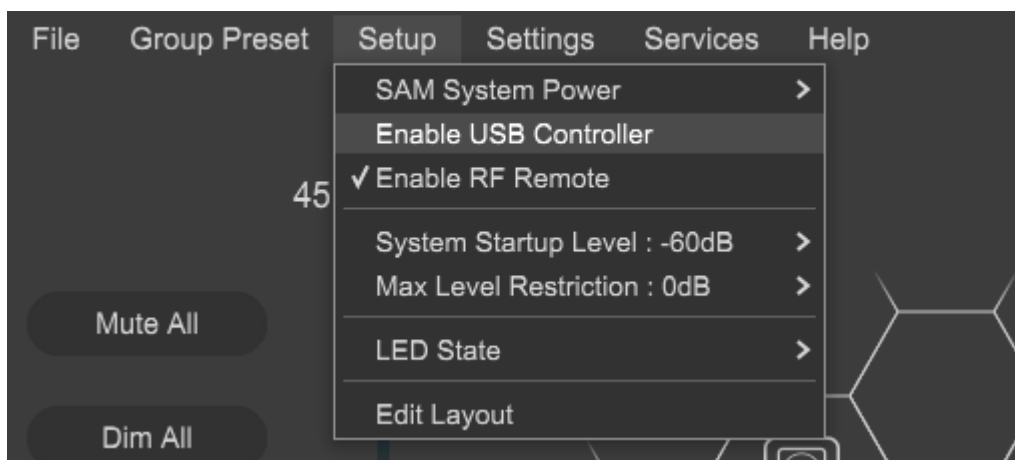 File Group Preset Setup Settings Services Help
SAM System Power
Enable USB Controller
✓ Enable RF Remote
45
System Startup Level : -60dB
Max Level Restriction : 0dB
Mute All
LED State
Edit Layout
Dim All